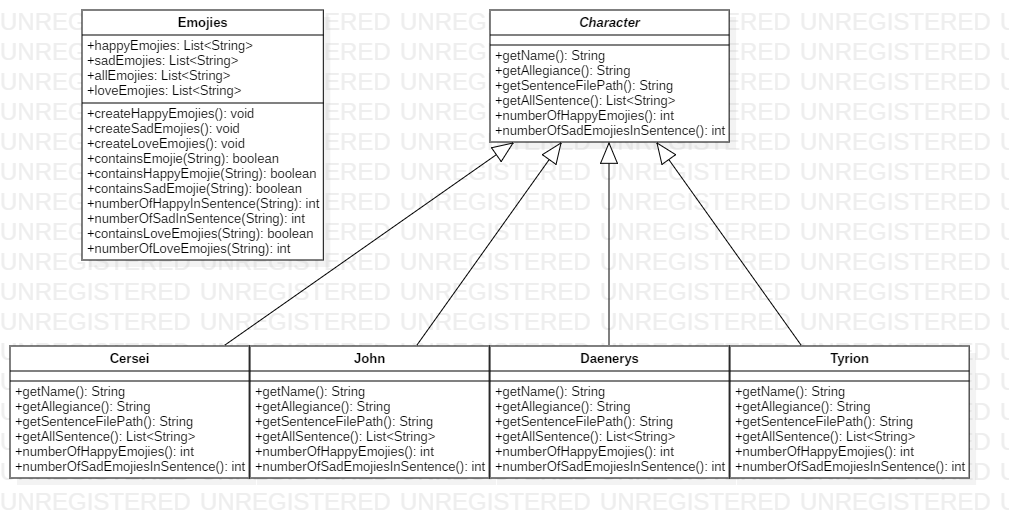 Emojies
+happyEmojies: List<String>
+sadEmojies: List<String>
+allEmojies: List<String>
+loveEmojies: List<String>
+createHappyEmojies(): void
+createSadEmojies(): void
+createLoveEmojies(): void
+containsEmojie(String): boolean
+containsHappyEmojie(String): boolean
+containsSadEmojie(String): boolean
+numberOfHappyInSentence(String): int
+numberOfSadInSentence(String): int
+containsLoveEmojies(String): boolean
+numberOfLoveEmojies(String): int
Character
+getName(): String
+getAllegiance(): String
+getSentenceFilePath(): String
+getAllSentence(): List<String>
+numberOfHappyEmojies(): int
+numberOfSadEmojiesInSentence(): int
Cersei
+getName(): String
+getAllegiance(): String
+getSentenceFilePath(): String
+getAllSentence(): List<String>
+numberOfHappyEmojies(): int
+numberOfSadEmojiesInSentence(): int
John
+getName(): String
+getAllegiance(): String
+getSentenceFilePath(): String
+getAllSentence(): List<String>
+numberOfHappyEmojies(): int
+numberOfSadEmojiesInSentence(): int
Daenerys
+getName(): String
+getAllegiance(): String
+getSentenceFilePath(): String
+getAllSentence(): List<String>
+numberOfHappyEmojies(): int
+numberOfSadEmojiesInSentence(): int
Tyrion
+getName(): String
+getAllegiance(): String
+getSentenceFilePath(): String
+getAllSentence(): List<String>
+numberOfHappyEmojies(): int
+numberOfSadEmojiesInSentence(): int
UNREGISTERED UNREGISTERED UNREGISTERED UNREGISTERED UNREGISTERED